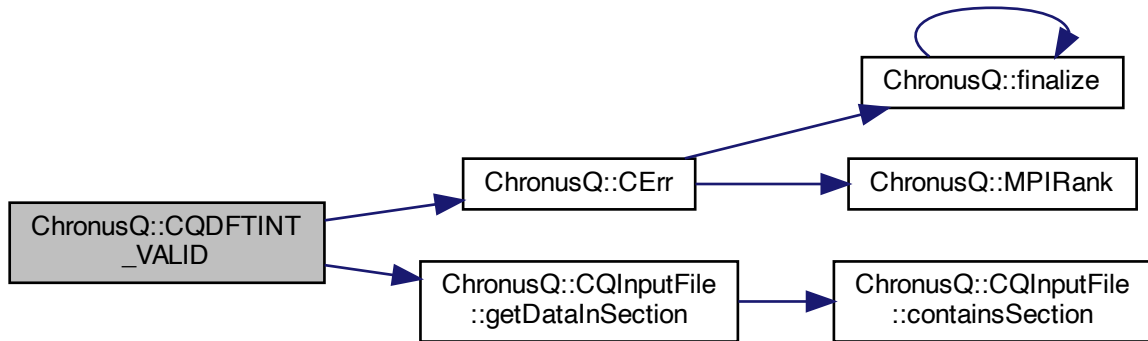 ChronusQ::CQDFTINT
_VALID
ChronusQ::CErr
ChronusQ::finalize
ChronusQ::MPIRank
ChronusQ::CQInputFile
::getDataInSection
ChronusQ::CQInputFile
::containsSection